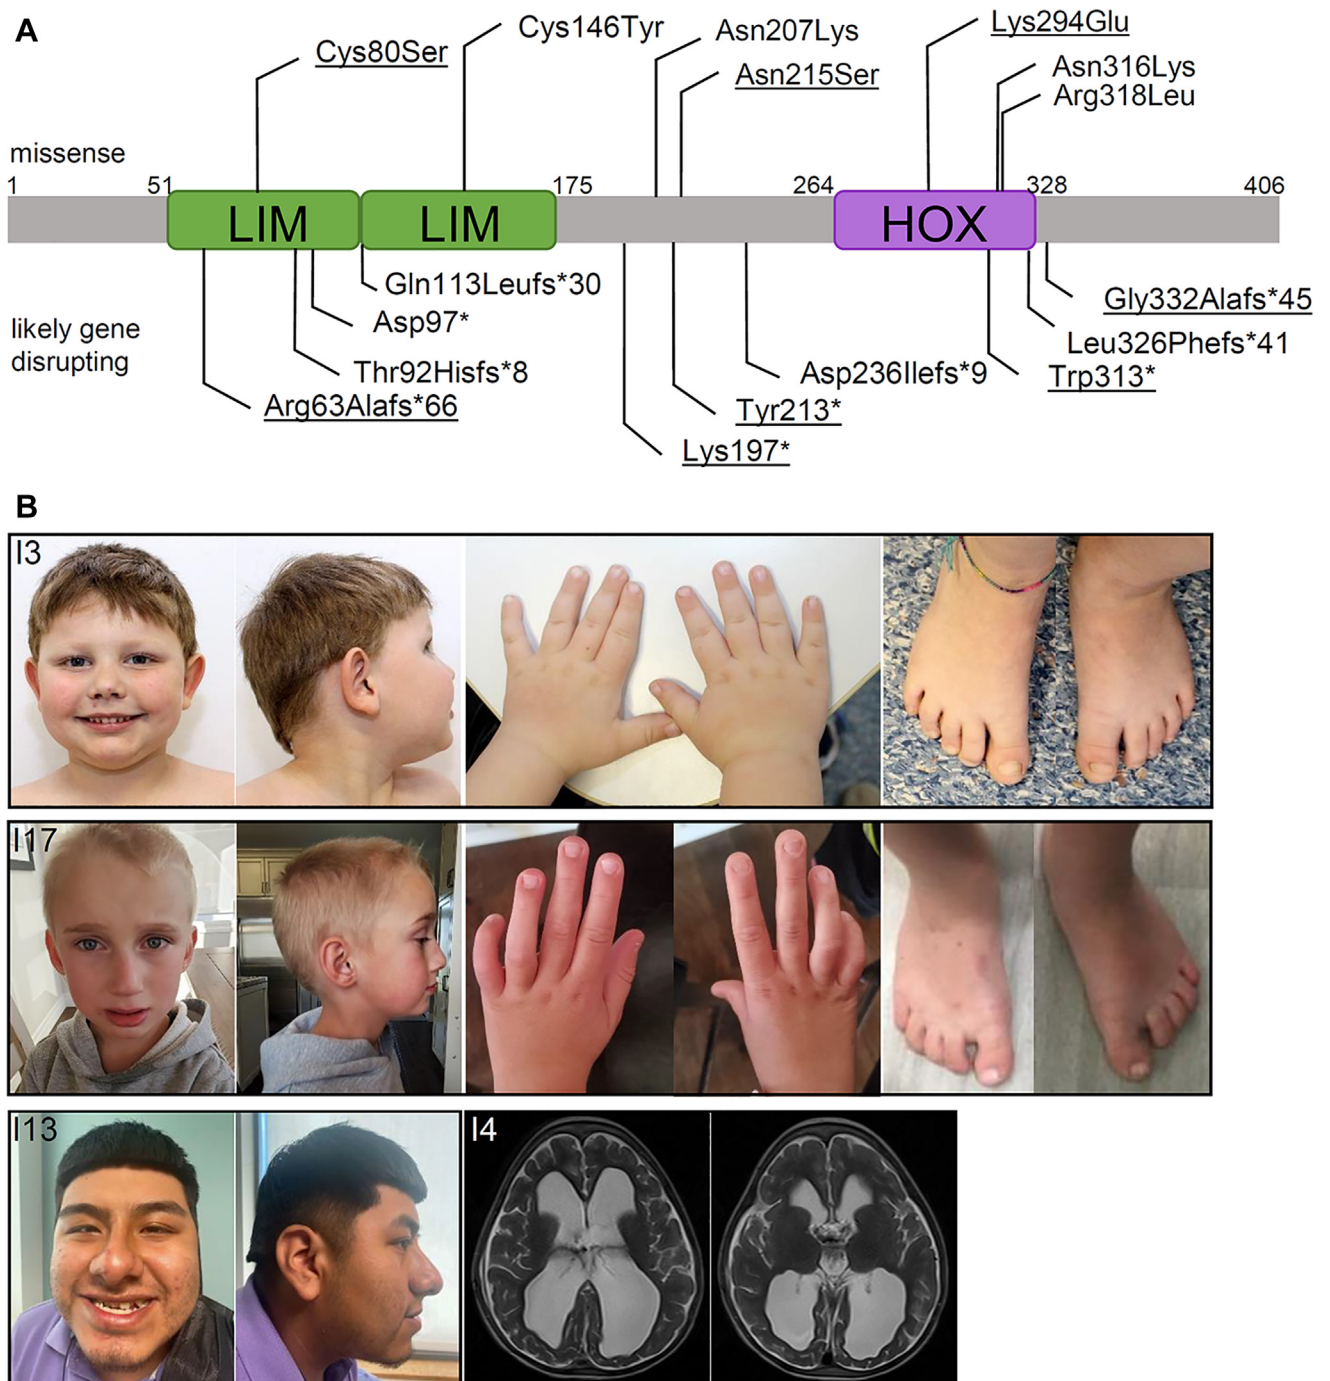 A
Cys80Ser
Cys146Tyr
Asn207Lys
Asn215Ser
Lys294Glu
Asn316Lys
Arg318Leu
missense
1
51
175
264
328
406
LIM
LIM
HOX
likely gene
disrupting
Gln113Leufs*30
Asp97*
Thr92Hisfs*8
Arg63Alafs*66
Asp236Ilefs*9
Tyr213*
Lys197*
Gly332Alafs*45
Leu326Phefs*41
Trp313*
B
I3
I17
I13
I4